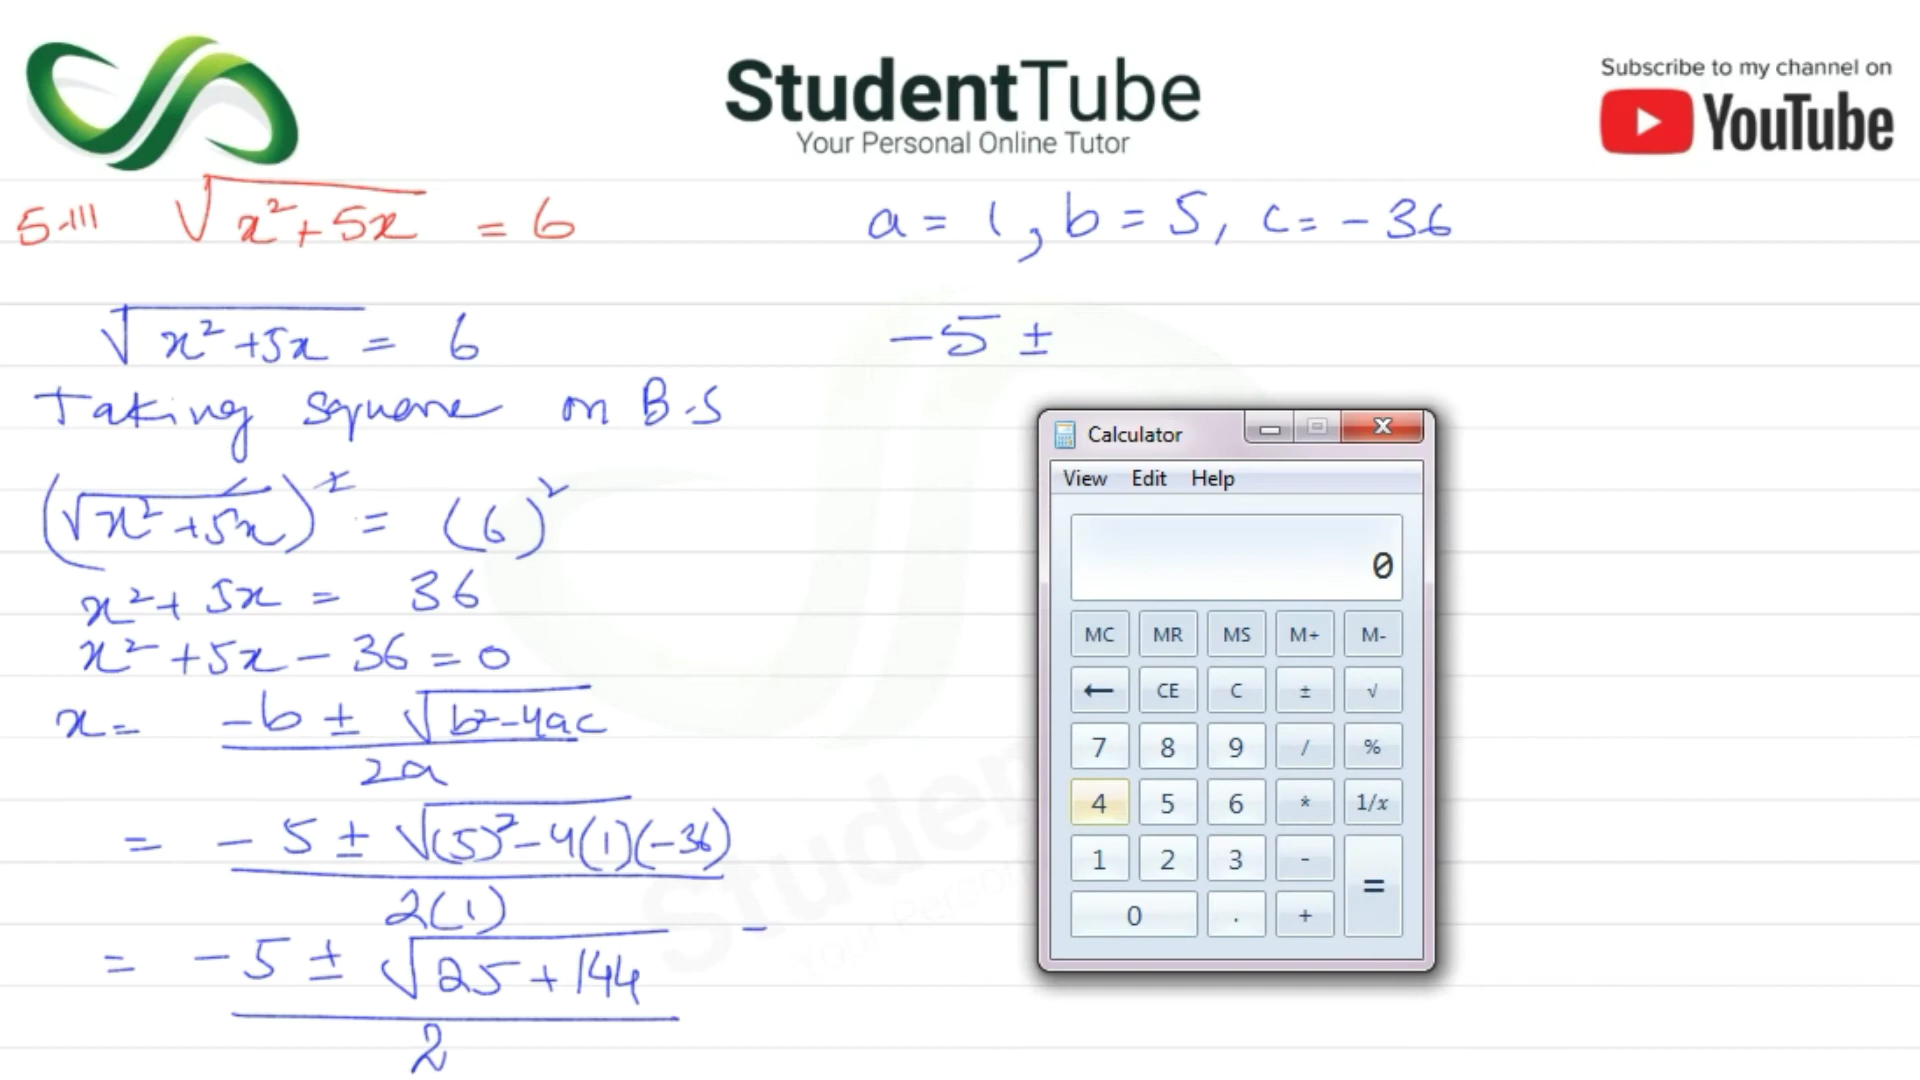 StudentTube
Your Personal Online Tutor
Subscribe to my channel on
YouTube
5.III √(x²+5x) = 6
√(x²+5x) = 6
Taking square on B.S
(√(x²+5x))² = (6)²
x²+5x = 36
x²+5x-36=0
x= (-b ± √(b²-4ac))/2a
= (-5 ± √((5)²-4(1)(-36)))/2(1)
= (-5 ± √(25+144))/2
-
a = 1, b = 5, c = -36
-5 ±
Calculator
View Edit Help
0
MC MR MS M+ M-
← CE C ± √
7 8 9 / %
4 5 6 * 1/x
1 2 3 - =
0 . +